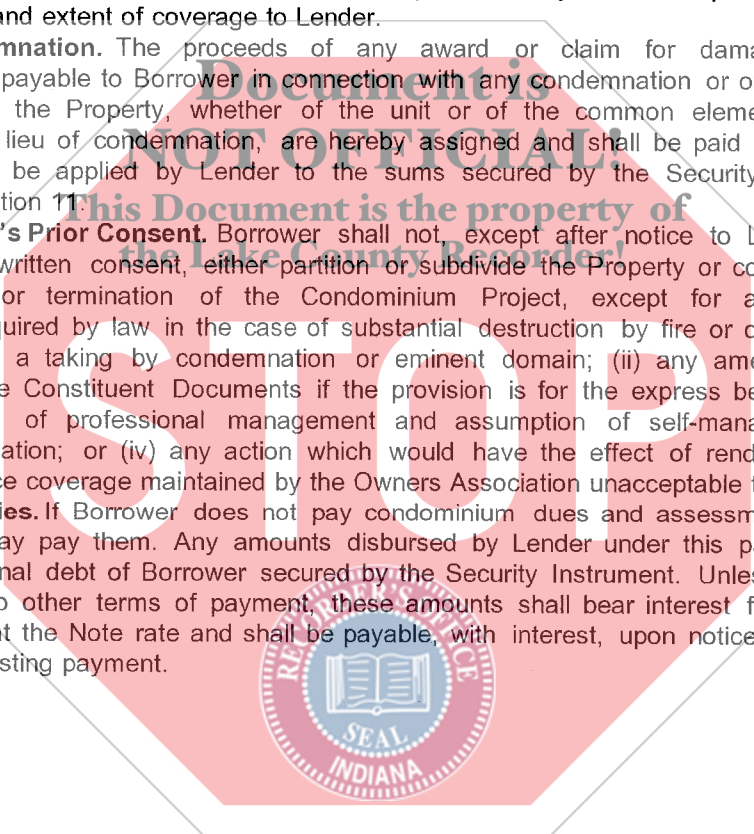 and extent of coverage to Lender.
mnation. The proceeds of any award or claim for dama
payable to Borrower in connection with any condemnation or o
the Property, whether of the unit or of the common eleme
lieu of condemnation, are hereby assigned and shall be paid
be applied by Lender to the sums secured by the Security
tion 11.
's Prior Consent. Borrower shall not, except after notice to L
written consent, either partition or subdivide the Property or co
or termination of the Condominium Project, except for a
uired by law in the case of substantial destruction by fire or o
a taking by condemnation or eminent domain; (ii) any ame
e Constituent Documents if the provision is for the express be
of professional management and assumption of self-mana
ation; or (iv) any action which would have the effect of rend
ce coverage maintained by the Owners Association unacceptable t
ies. If Borrower does not pay condominium dues and assessm
ay pay them. Any amounts disbursed by Lender under this p
nal debt of Borrower secured by the Security Instrument. Unles
o other terms of payment, these amounts shall bear interest f
at the Note rate and shall be payable, with interest, upon notice
sting payment.
Document is
NOT OFFICIAL!
This Document is the property of
the Lake County Recorder!
STOP
RECORDER'S OFFICE
SEAL
INDIANA